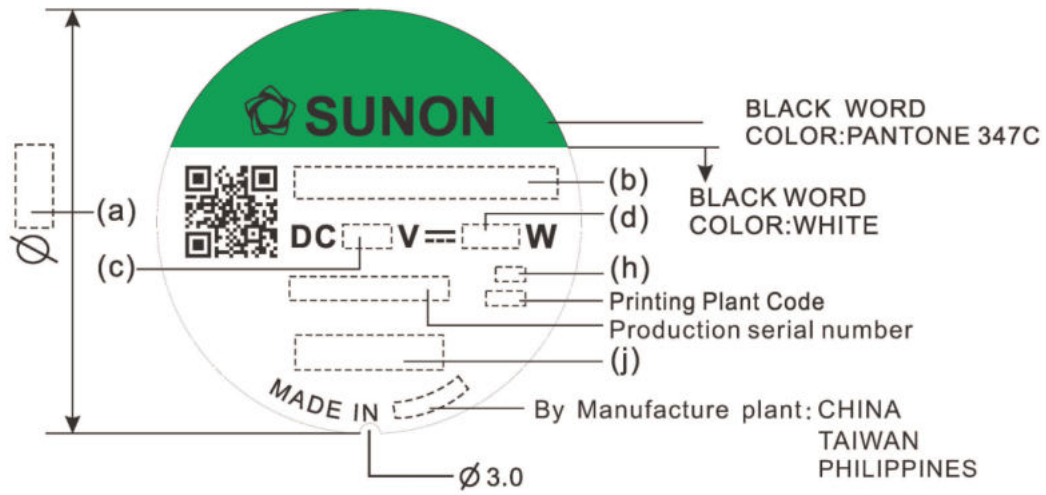 SUNON
BLACK WORD
COLOR:PANTONE 347C
BLACK WORD
COLOR:WHITE
(a)
Ø
(b)
(d)
DC V W
(c)
(h)
Printing Plant Code
Production serial number
(j)
MADE IN
By Manufacture plant: CHINA
TAIWAN
PHILIPPINES
Ø 3.0